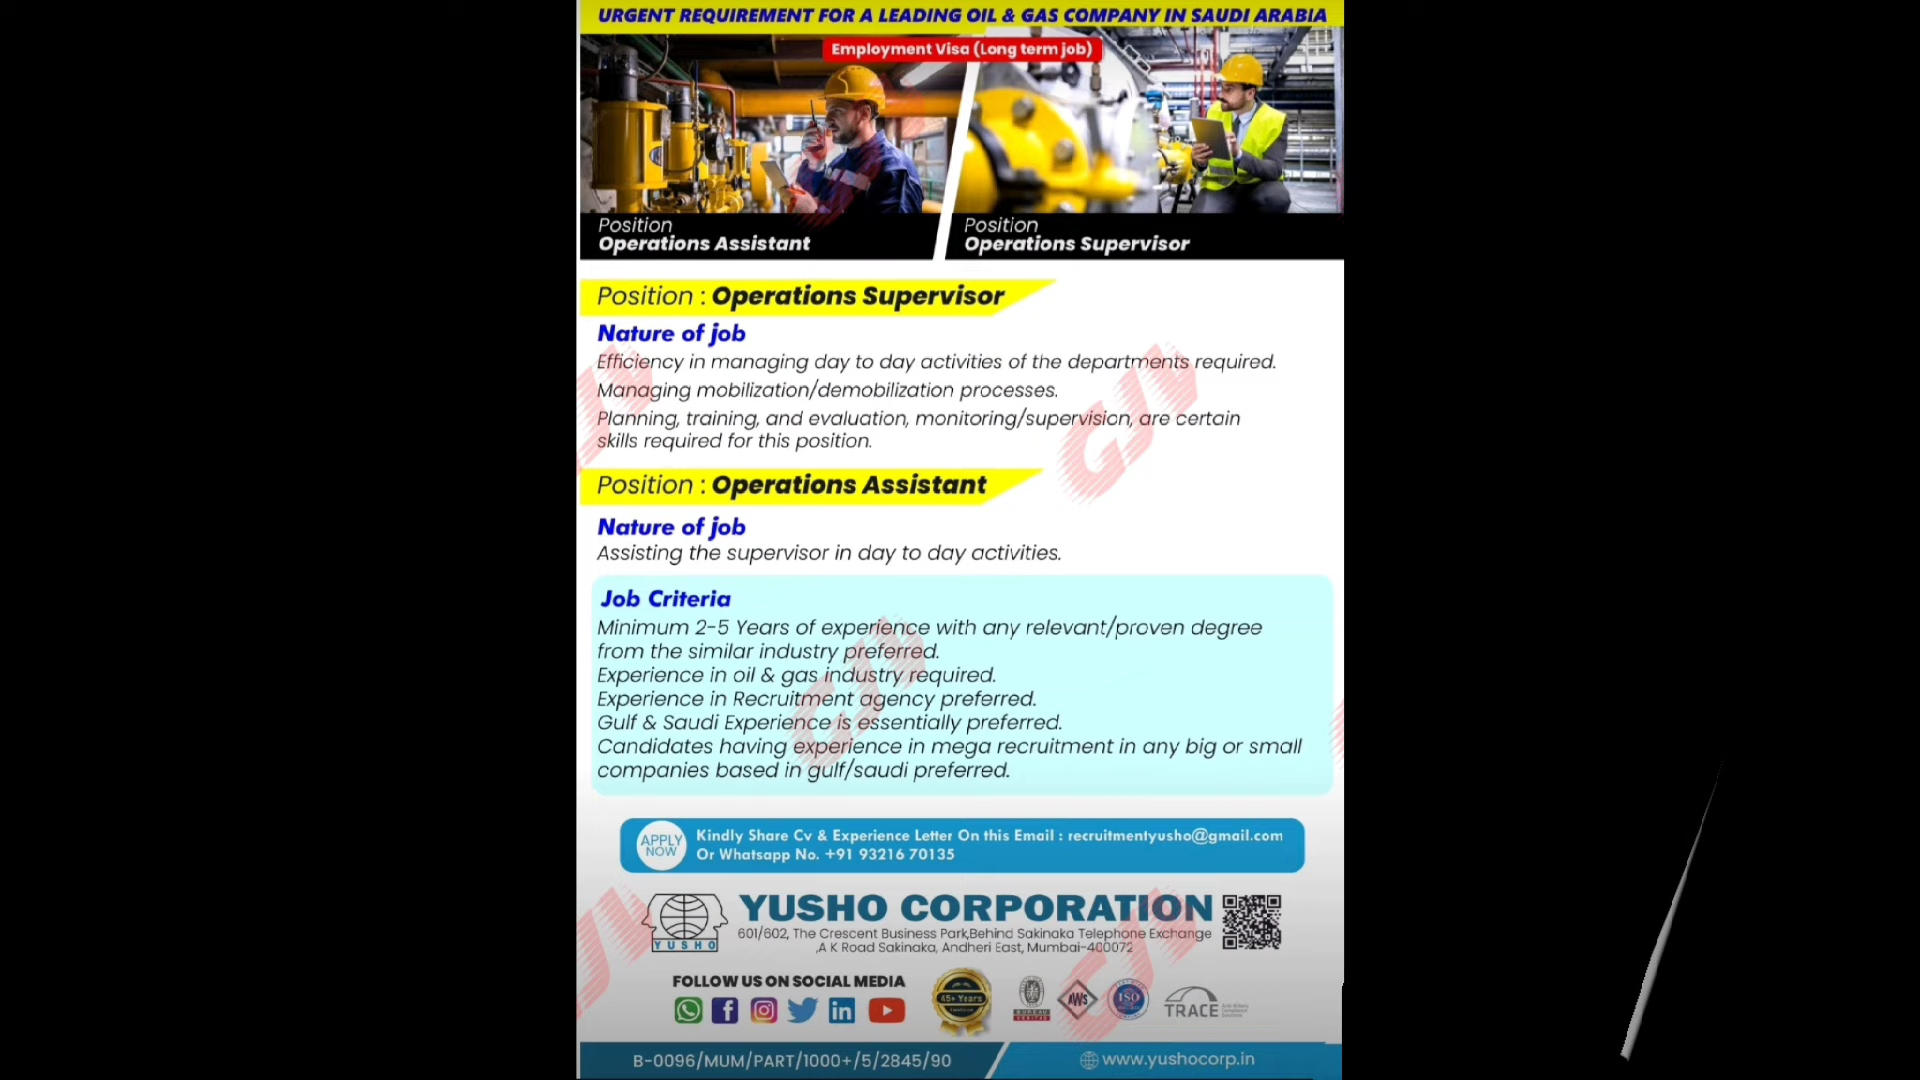 URGENT REQUIREMENT FOR A LEADING OIL & GAS COMPANY IN SAUDI ARABIA
Employment Visa (Long term job)
Position
Operations Assistant
Position
Operations Supervisor
Position : Operations Supervisor
Nature of job
Efficiency in managing day to day activities of the departments required.
Managing mobilization/demobilization processes.
Planning, training, and evaluation, monitoring/supervision, are certain
skills required for this position.
Position : Operations Assistant
Nature of job
Assisting the supervisor in day to day activities.
Job Criteria
Minimum 2-5 Years of experience with any relevant/proven degree
from the similar industry preferred.
Experience in oil & gas industry required.
Experience in Recruitment agency preferred.
Gulf & Saudi Experience is essentially preferred.
Candidates having experience in mega recruitment in any big or small
companies based in gulf/saudi preferred.
APPLY
NOW
Kindly Share Cv & Experience Letter On this Email : recruitmentyusho@gmail.com
Or Whatsapp No. +91 93216 70135
YUSHO
YUSHO CORPORATION
601/602, The Crescent Business Park,Behind Sakinaka Telephone Exchange
,A K Road Sakinaka, Andheri East, Mumbai-400072
FOLLOW US ON SOCIAL MEDIA
45+ Years
BUREAU
VERITAS
AWS
ISO
TRACE
B-0096/MUM/PART/1000+/5/2845/90
www.yushocorp.in